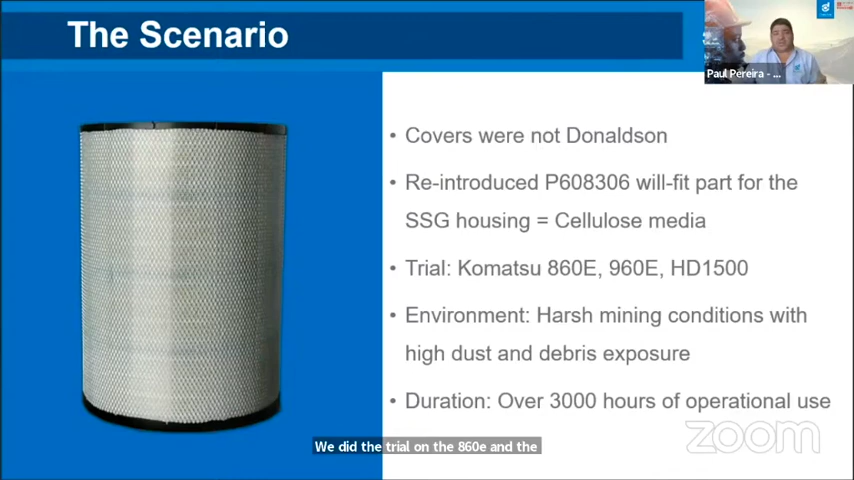 The Scenario
Paul Pereira - ...
• Covers were not Donaldson
• Re-introduced P608306 will-fit part for the
SSG housing = Cellulose media
• Trial: Komatsu 860E, 960E, HD1500
• Environment: Harsh mining conditions with
high dust and debris exposure
• Duration: Over 3000 hours of operational use
We did the trial on the 860e and the
zoom